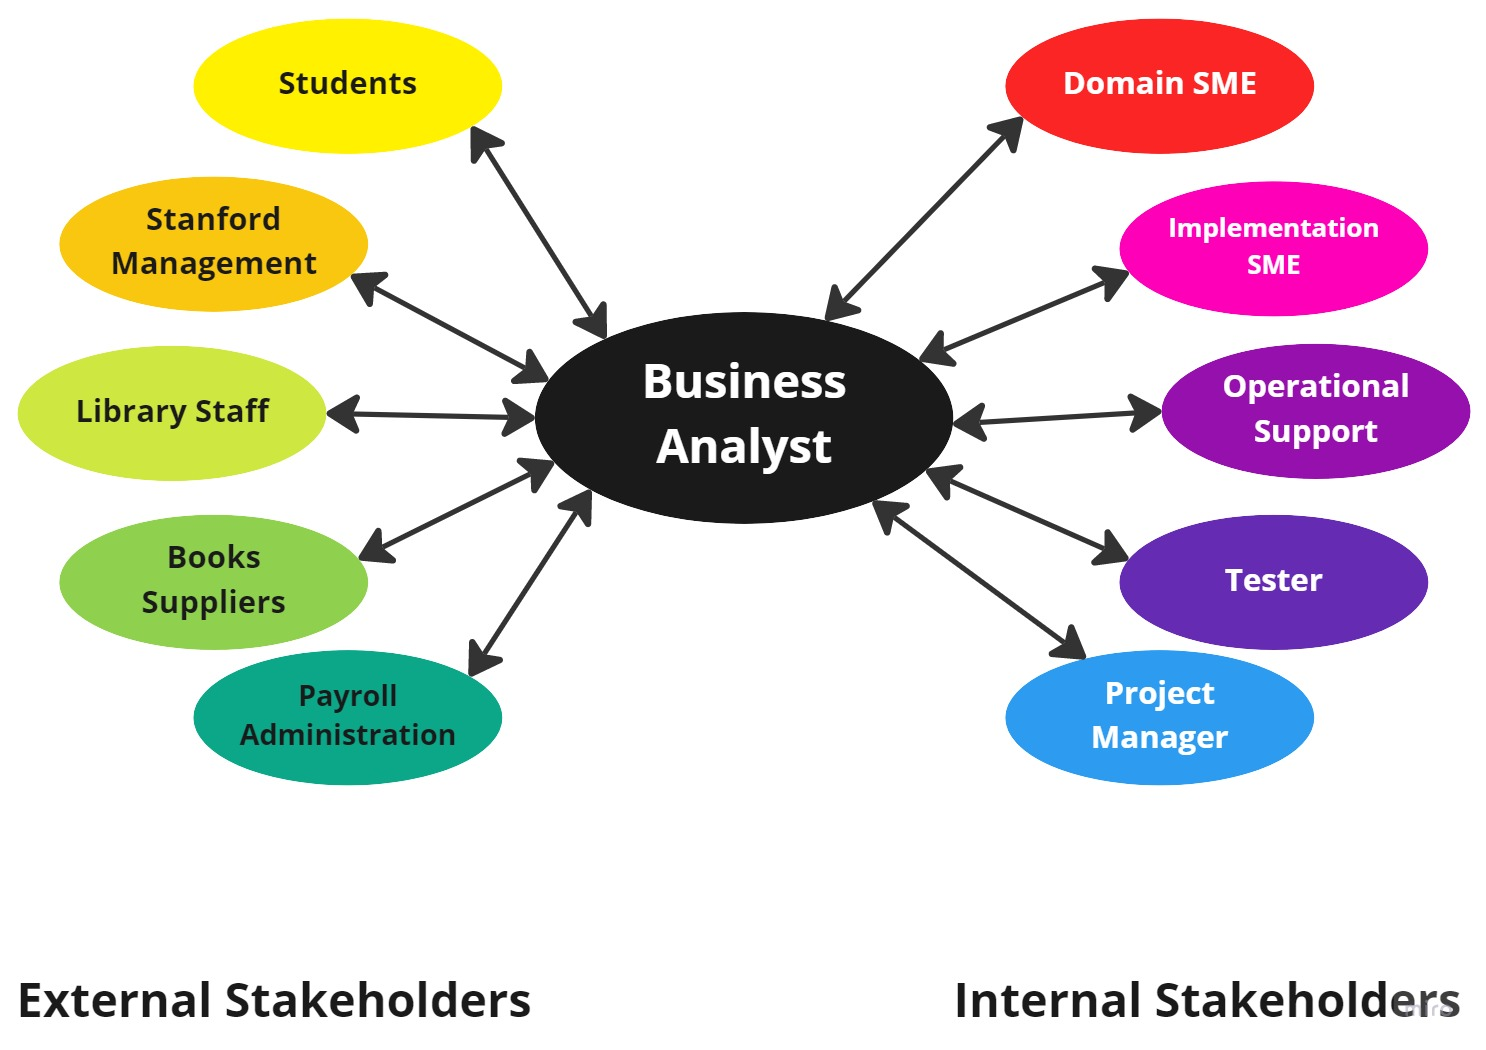 Students
Domain SME
Stanford
Management
Implementation
SME
Business
Analyst
Library Staff
Operational
Support
Books
Suppliers
Tester
Payroll
Administration
Project
Manager
External Stakeholders
Internal Stakeholders
miro